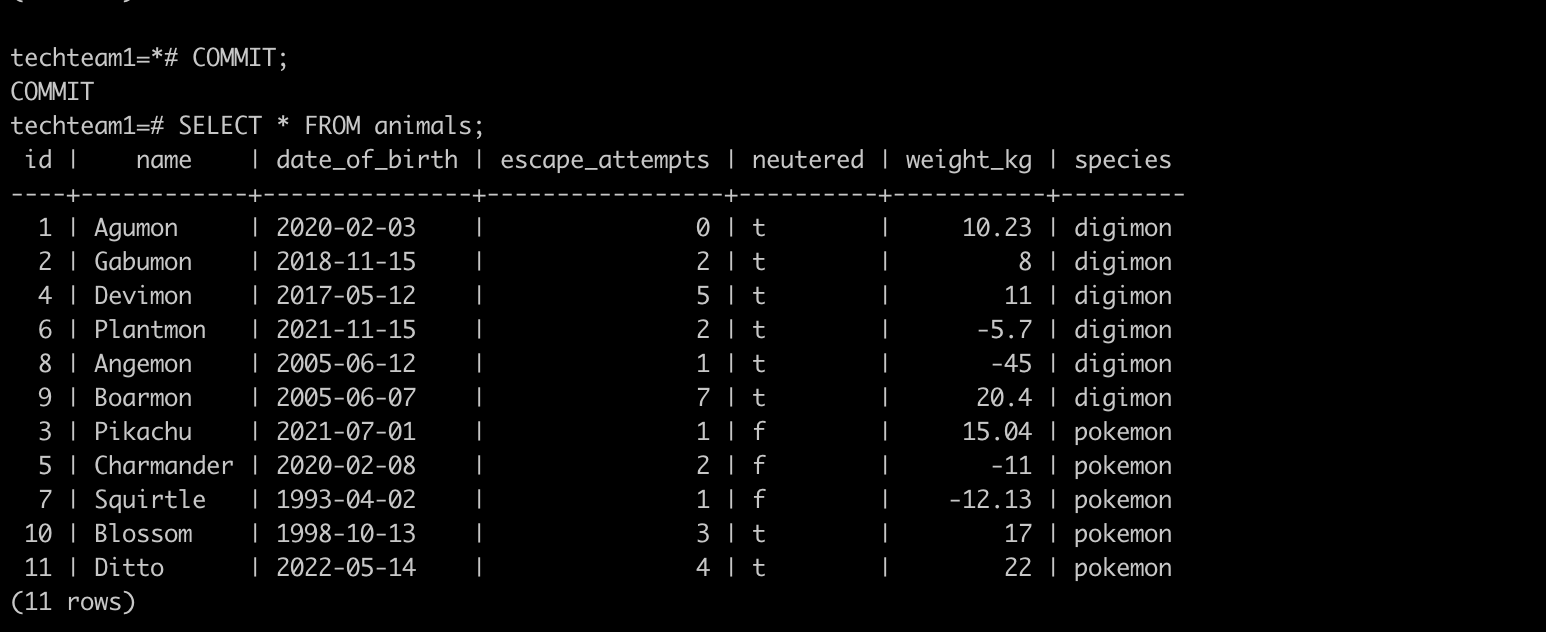 techteam1=*# COMMIT;
COMMIT
techteam1=# SELECT * FROM animals;
 id |    name    | date_of_birth | escape_attempts | neutered | weight_kg | species
----+------------+---------------+-----------------+----------+-----------+---------
  1 | Agumon     | 2020-02-03    |               0 | t        |     10.23 | digimon
  2 | Gabumon    | 2018-11-15    |               2 | t        |         8 | digimon
  4 | Devimon    | 2017-05-12    |               5 | t        |        11 | digimon
  6 | Plantmon   | 2021-11-15    |               2 | t        |      -5.7 | digimon
  8 | Angemon    | 2005-06-12    |               1 | t        |       -45 | digimon
  9 | Boarmon    | 2005-06-07    |               7 | t        |      20.4 | digimon
  3 | Pikachu    | 2021-07-01    |               1 | f        |     15.04 | pokemon
  5 | Charmander | 2020-02-08    |               2 | f        |       -11 | pokemon
  7 | Squirtle   | 1993-04-02    |               1 | f        |    -12.13 | pokemon
 10 | Blossom    | 1998-10-13    |               3 | t        |        17 | pokemon
 11 | Ditto      | 2022-05-14    |               4 | t        |        22 | pokemon
(11 rows)